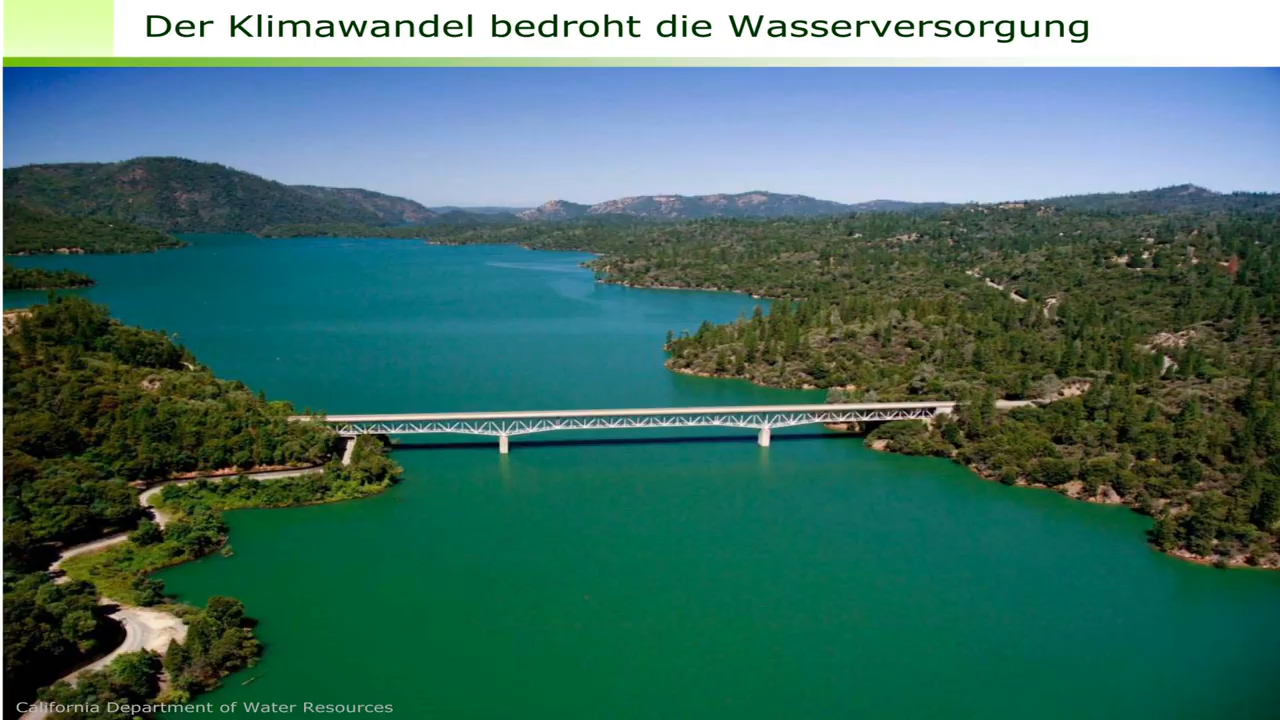 Der Klimawandel bedroht die Wasserversorgung
California Department of Water Resources